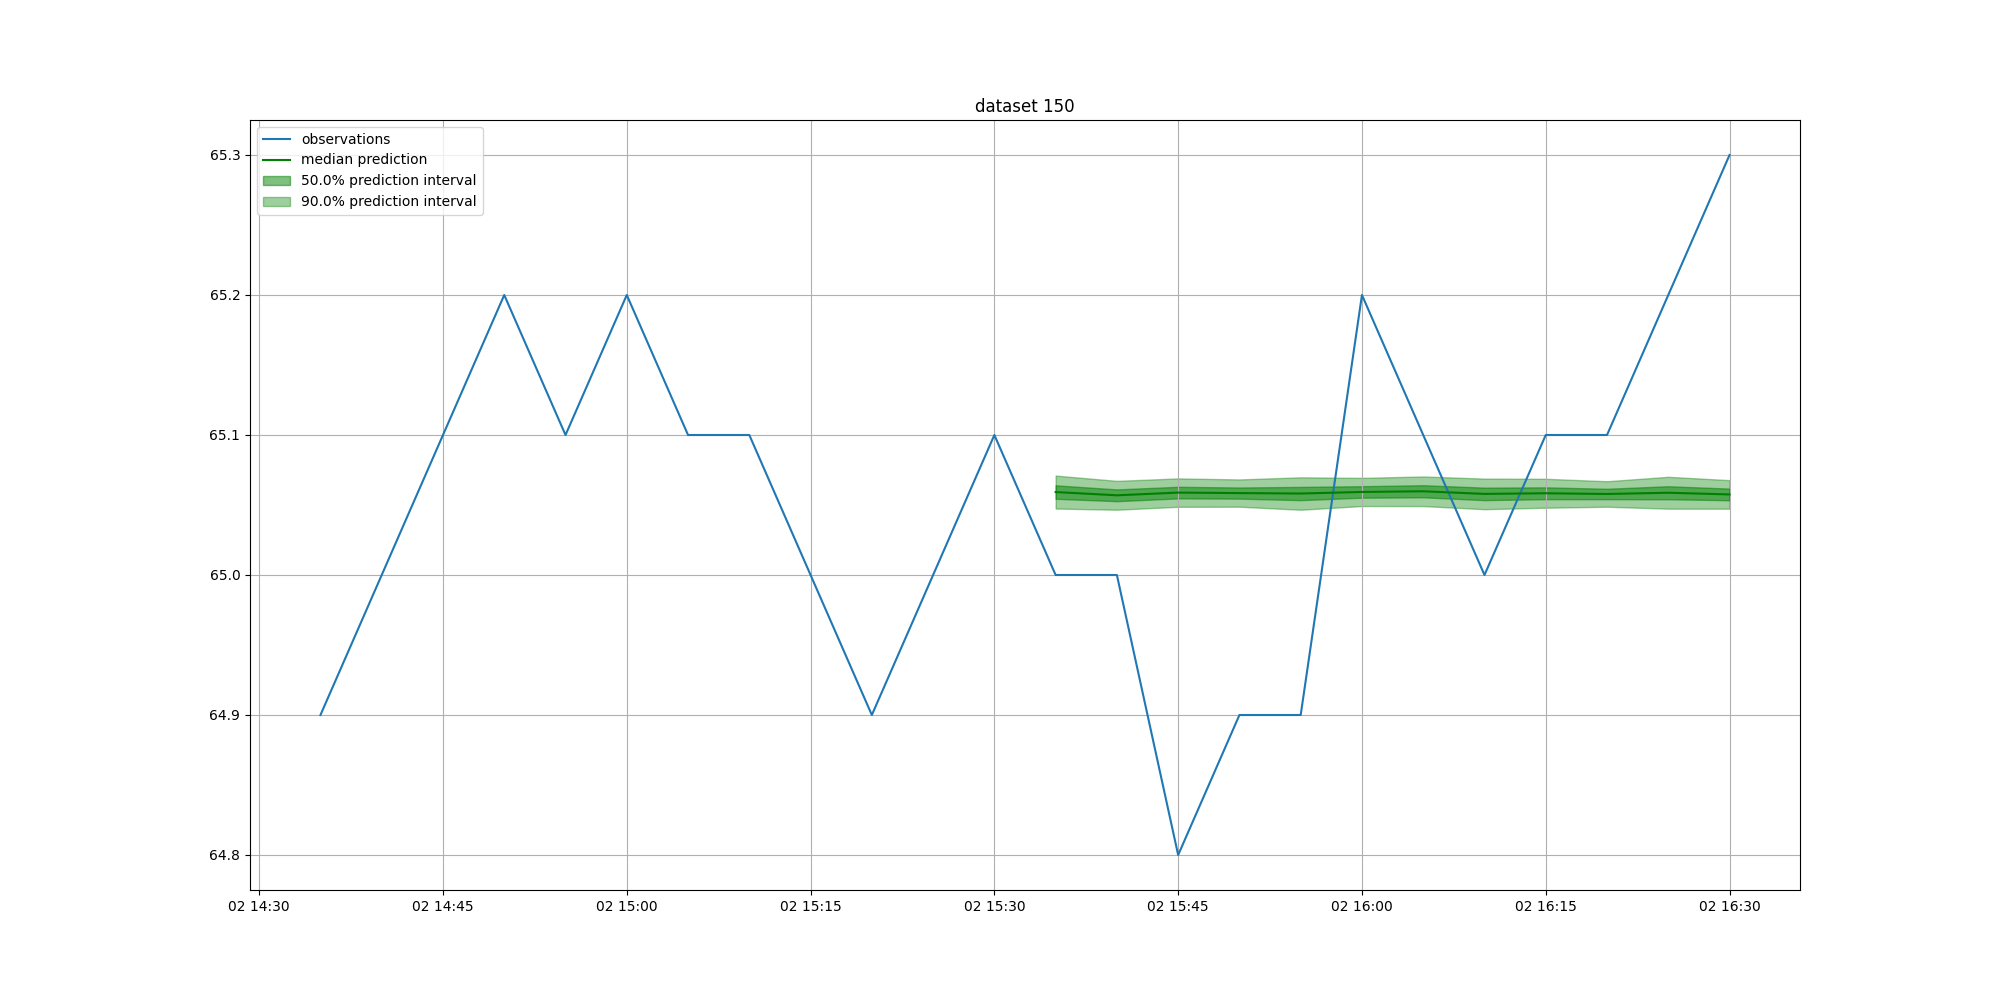 dataset 150
observations
median prediction
50.0% prediction interval
90.0% prediction interval
65.3
65.2
65.1
65.0
64.9
64.8
02 14:30 02 14:45 02 15:00 02 15:15 02 15:30 02 15:45 02 16:00 02 16:15 02 16:30